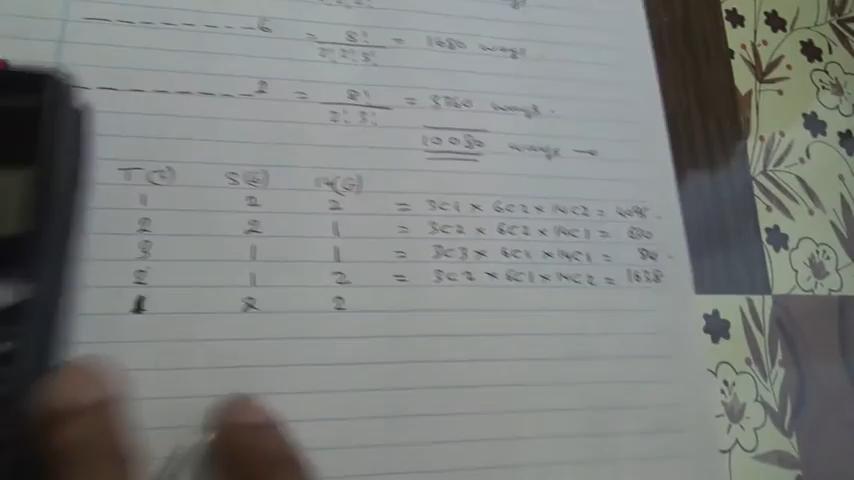 6 = 8! / 2! 2! 3! = 1680 ways
2 = 8! / 2! 3! = 3360 ways.
10080 ways
1 2 2 = 3C1 × 6C2 × 14C2 = 4095.
2 2 1 = 3C2 × 6C2 × 14C1 = 630
3 1 1 = 3C3 × 6C1 × 14C1 = 84.
2 1 2 = 3C2 × 6C1 × 14C2 = 1638
1 2 2